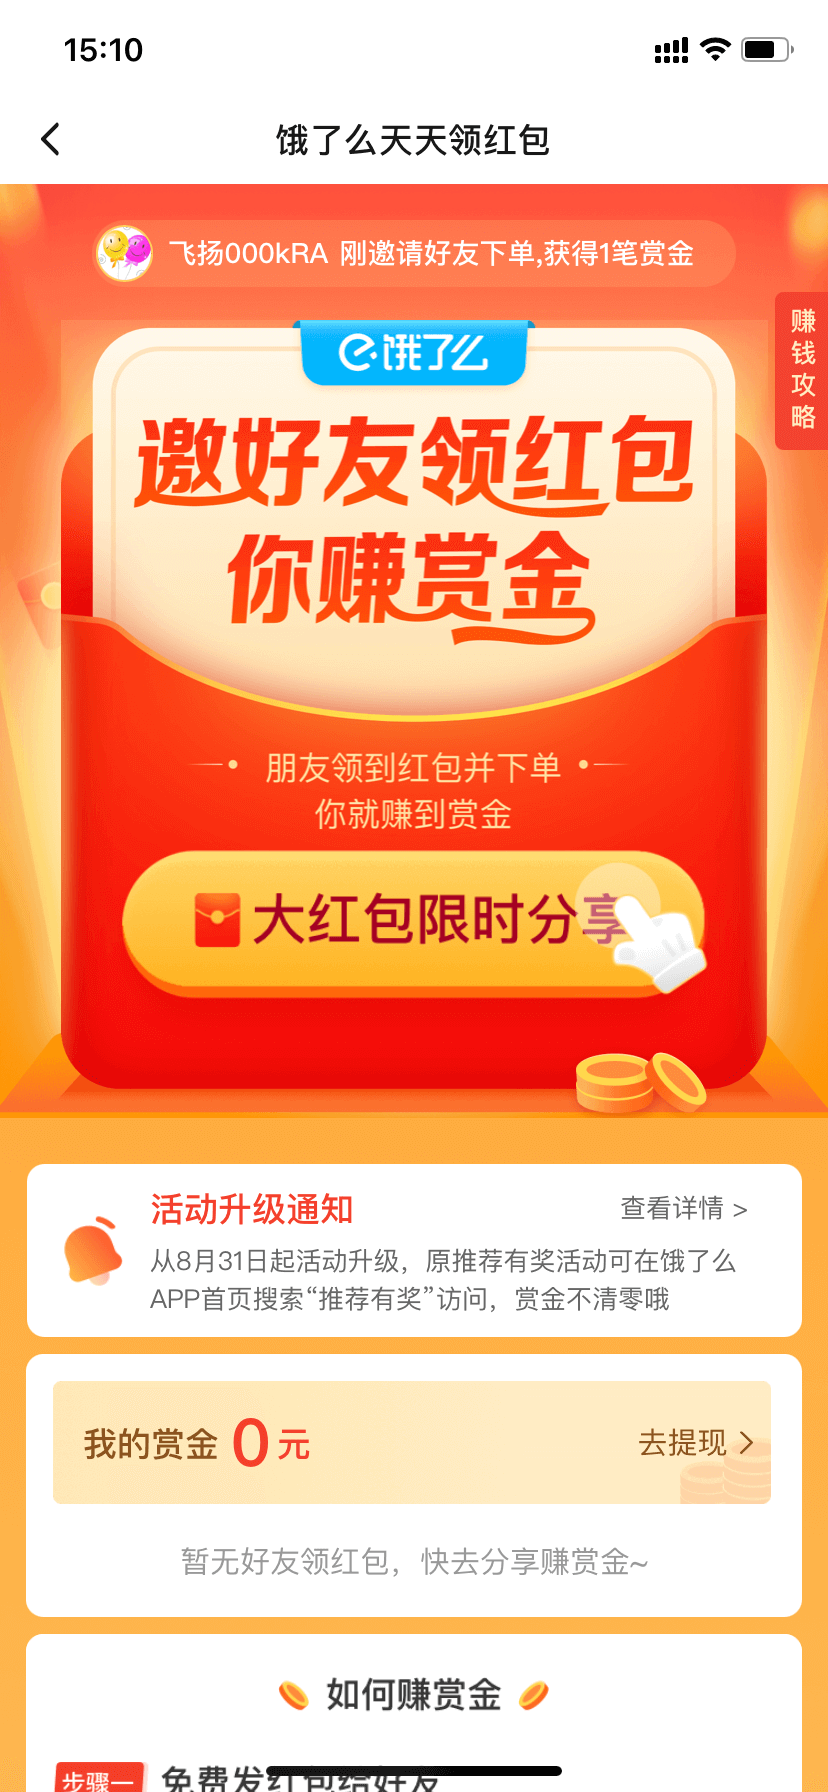 15:10
饿了么天天领红包
飞扬000kRA 刚邀请好友下单,获得1笔赏金
赚钱攻略
饿了么
邀好友领红包
你赚赏金
朋友领到红包并下单
你就赚到赏金
大红包限时分享
活动升级通知
查看详情 >
从8月31日起活动升级，原推荐有奖活动可在饿了么
APP首页搜索“推荐有奖”访问，赏金不清零哦
我的赏金 0 元
去提现 >
暂无好友领红包，快去分享赚赏金~
如何赚赏金
步骤一 免费发红包给好友